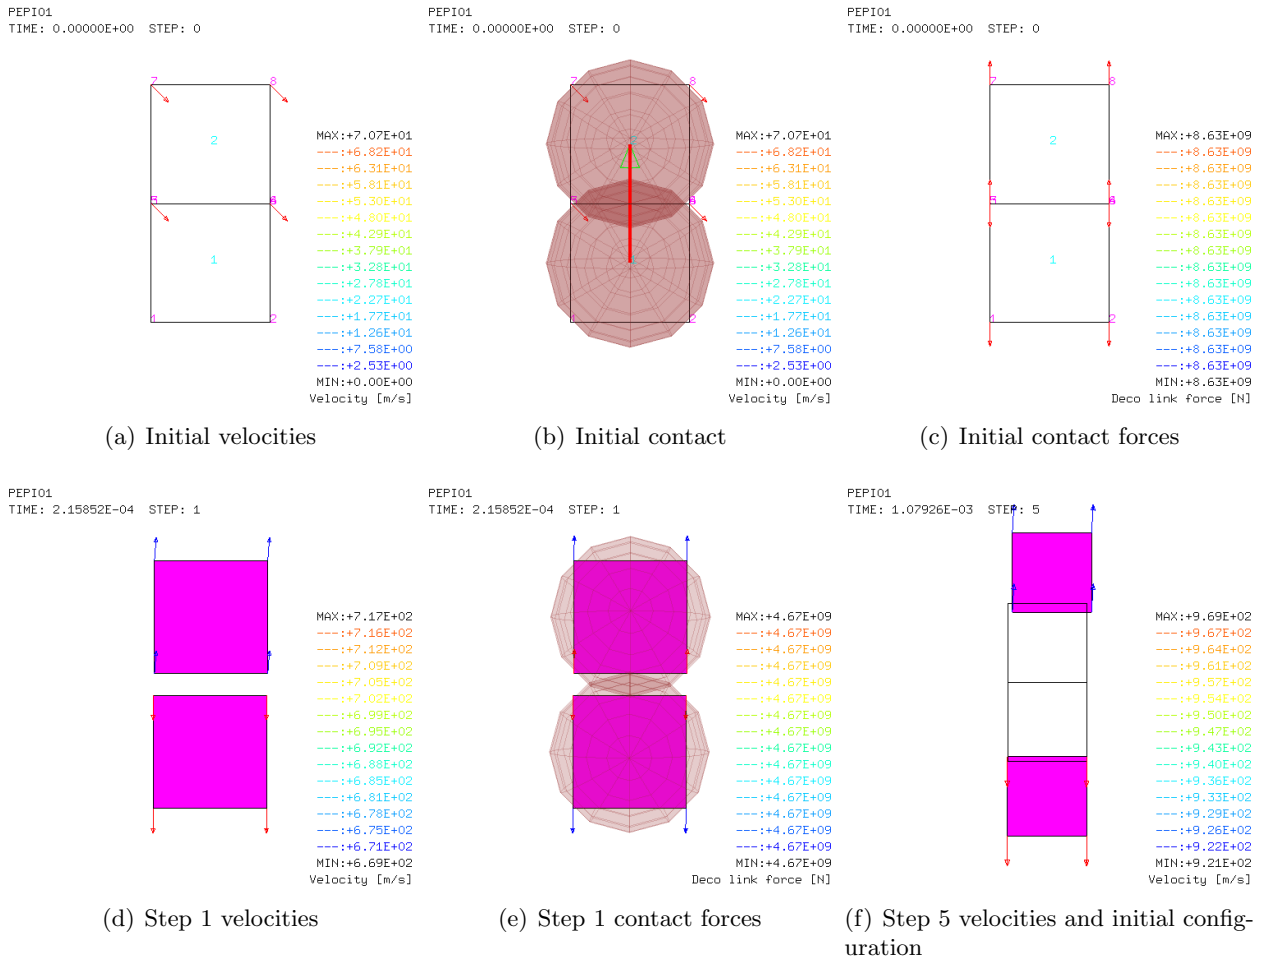 PEPIO1
TIME: 0.00000E+00 STEP: 0
7
8
2
5
6
1
1
2
MAX:+7.07E+01
---:+6.82E+01
---:+6.31E+01
---:+5.81E+01
---:+5.30E+01
---:+4.80E+01
---:+4.29E+01
---:+3.79E+01
---:+3.28E+01
---:+2.78E+01
---:+2.27E+01
---:+1.77E+01
---:+1.26E+01
---:+7.58E+00
---:+2.53E+00
MIN:+0.00E+00
Velocity [m/s]
(a) Initial velocities
PEPIO1
TIME: 0.00000E+00 STEP: 0
7
8
1
2
MAX:+7.07E+01
---:+6.82E+01
---:+6.31E+01
---:+5.81E+01
---:+5.30E+01
---:+4.80E+01
---:+4.29E+01
---:+3.79E+01
---:+3.28E+01
---:+2.78E+01
---:+2.27E+01
---:+1.77E+01
---:+1.26E+01
---:+7.58E+00
---:+2.53E+00
MIN:+0.00E+00
Velocity [m/s]
(b) Initial contact
PEPIO1
TIME: 0.00000E+00 STEP: 0
7
8
2
1
1
2
MAX:+8.63E+09
---:+8.63E+09
---:+8.63E+09
---:+8.63E+09
---:+8.63E+09
---:+8.63E+09
---:+8.63E+09
---:+8.63E+09
---:+8.63E+09
---:+8.63E+09
---:+8.63E+09
---:+8.63E+09
---:+8.63E+09
---:+8.63E+09
---:+8.63E+09
MIN:+8.63E+09
Deco link force [N]
(c) Initial contact forces
PEPIO1
TIME: 2.15852E-04 STEP: 1
MAX:+7.17E+02
---:+7.16E+02
---:+7.12E+02
---:+7.09E+02
---:+7.05E+02
---:+7.02E+02
---:+6.99E+02
---:+6.95E+02
---:+6.92E+02
---:+6.88E+02
---:+6.85E+02
---:+6.81E+02
---:+6.78E+02
---:+6.75E+02
---:+6.71E+02
MIN:+6.69E+02
Velocity [m/s]
(d) Step 1 velocities
PEPIO1
TIME: 2.15852E-04 STEP: 1
MAX:+4.67E+09
---:+4.67E+09
---:+4.67E+09
---:+4.67E+09
---:+4.67E+09
---:+4.67E+09
---:+4.67E+09
---:+4.67E+09
---:+4.67E+09
---:+4.67E+09
---:+4.67E+09
---:+4.67E+09
---:+4.67E+09
---:+4.67E+09
---:+4.67E+09
MIN:+4.67E+09
Deco link force [N]
(e) Step 1 contact forces
PEPIO1
TIME: 1.07926E-03 STEP: 5
MAX:+9.69E+02
---:+9.67E+02
---:+9.64E+02
---:+9.61E+02
---:+9.57E+02
---:+9.54E+02
---:+9.50E+02
---:+9.47E+02
---:+9.43E+02
---:+9.40E+02
---:+9.36E+02
---:+9.33E+02
---:+9.29E+02
---:+9.26E+02
---:+9.22E+02
MIN:+9.21E+02
Velocity [m/s]
(f) Step 5 velocities and initial config-
uration